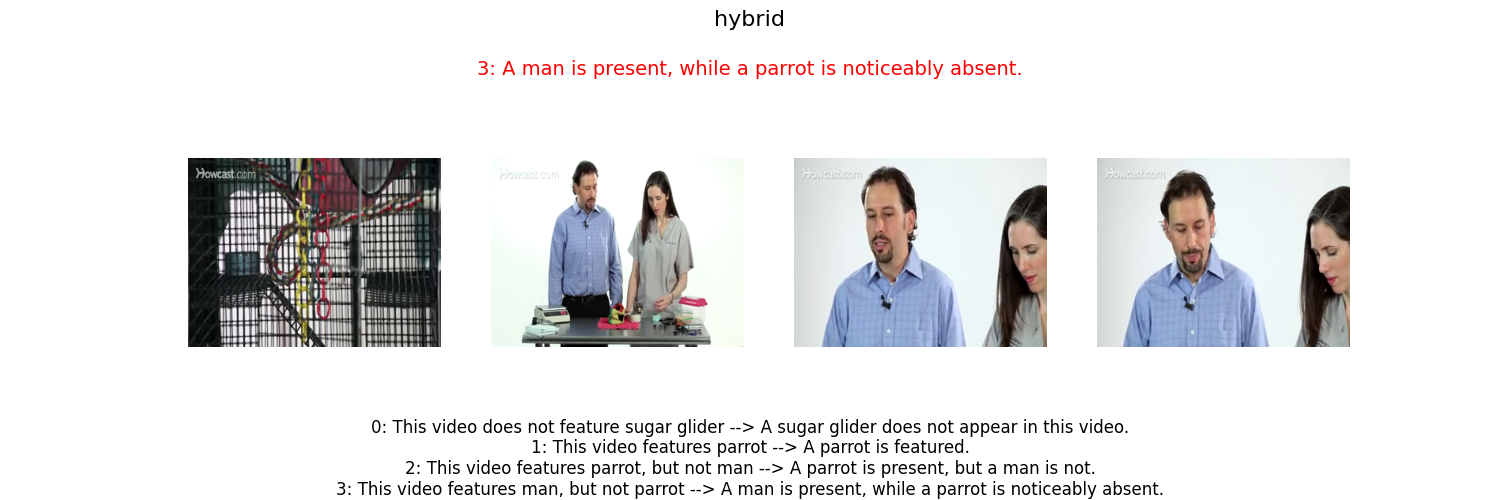 hybrid
3: A man is present, while a parrot is noticeably absent.
Howcast.com
Howcast.com
Howcast.com
Howcast.com
0: This video does not feature sugar glider --> A sugar glider does not appear in this video.
1: This video features parrot --> A parrot is featured.
2: This video features parrot, but not man --> A parrot is present, but a man is not.
3: This video features man, but not parrot --> A man is present, while a parrot is noticeably absent.